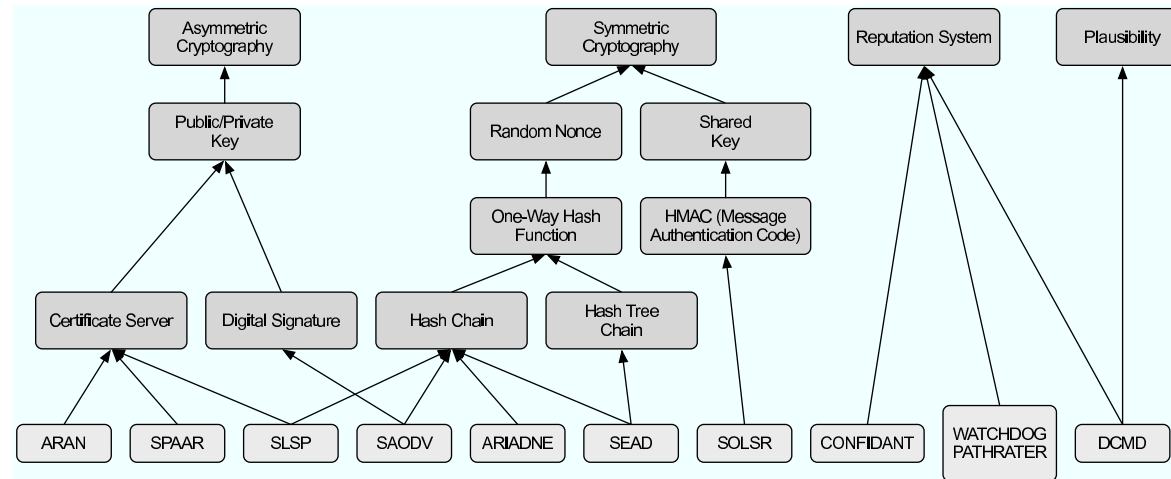 Asymmetric
Cryptography
Symmetric
Cryptography
Reputation System
Plausibility
Public/Private
Key
Random Nonce
Shared
Key
One-Way Hash
Function
HMAC (Message
Authentication Code)
Certificate Server
Digital Signature
Hash Chain
Hash Tree
Chain
ARAN
SPAAR
SLSP
SAODV
ARIADNE
SEAD
SOLSR
CONFIDANT
WATCHDOG
PATHRATER
DCMD